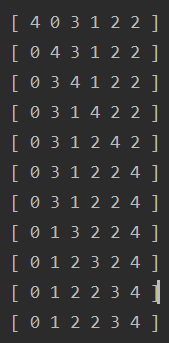 [ 4 0 3 1 2 2 ]
[ 0 4 3 1 2 2 ]
[ 0 3 4 1 2 2 ]
[ 0 3 1 4 2 2 ]
[ 0 3 1 2 4 2 ]
[ 0 3 1 2 2 4 ]
[ 0 3 1 2 2 4 ]
[ 0 1 3 2 2 4 ]
[ 0 1 2 3 2 4 ]
[ 0 1 2 2 3 4 ]
[ 0 1 2 2 3 4 ]